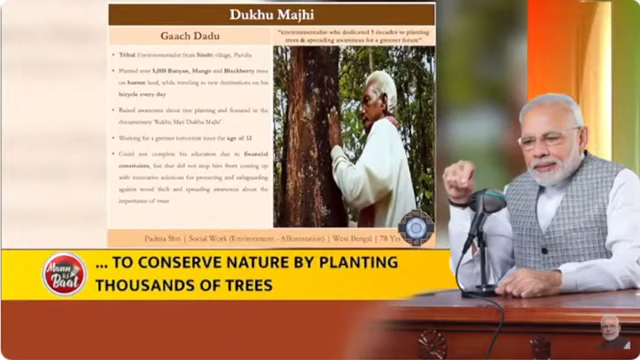 Dukhu Majhi
Gaach Dadu
"environmentalist who dedicated 5 decades to planting
trees & spreading awareness for a greener future"
• Tribal Environmentalist from Sindri village, Purulia
• Planted over 5,000 Banyan, Mango and Blackberry trees
on barren land, while traveling to new destinations on his
bicycle every day
• Raised awareness about tree planting and featured in the
documentary 'Rukhu Mati Dukhu Majhi'
• Working for a greener tomorrow since the age of 12
• Could not complete his education due to financial
constraints, but that did not stop him from coming up
with innovative solutions for protecting and safeguarding
against wood theft and spreading awareness about the
importance of trees
Padma Shri | Social Work (Environment - Afforestation) | West Bengal | 78 Yrs
Mann
Ki
Baat
... TO CONSERVE NATURE BY PLANTING
THOUSANDS OF TREES